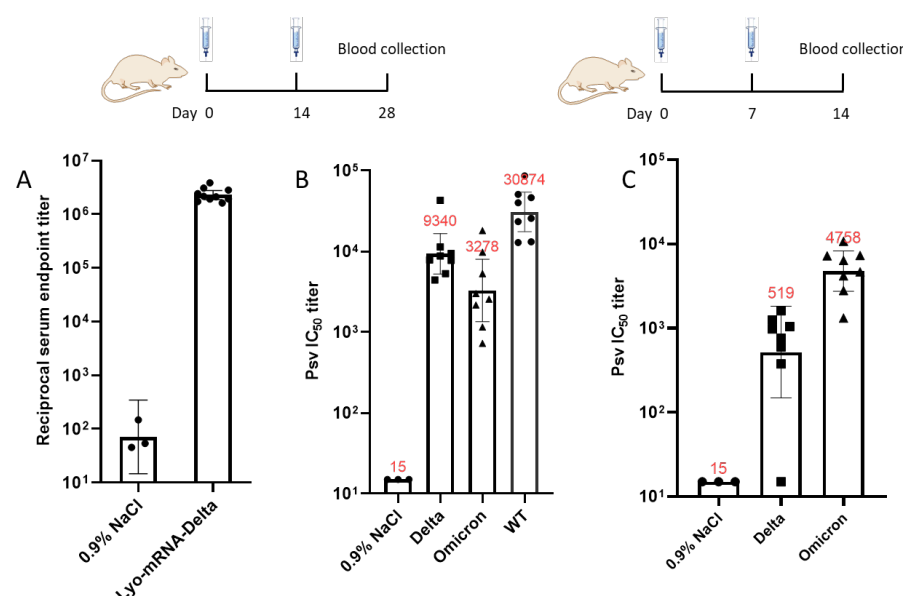 Blood collection
Day 0 14 28
Blood collection
Day 0 7 14
A
Reciprocal serum endpoint titer
10^7
10^6
10^5
10^4
10^3
10^2
10^1
0.9% NaCl
Lyo-mRNA-Delta
B
Psv IC50 titer
10^5
10^4
10^3
10^2
10^1
15
9340
3278
30874
0.9% NaCl
Delta
Omicron
WT
C
Psv IC50 titer
10^5
10^4
10^3
10^2
10^1
15
519
4758
0.9% NaCl
Delta
Omicron